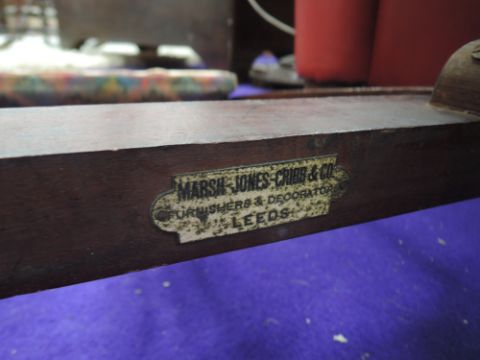 MARSH-JONES-CRIBB & CO.
FURNISHERS & DECORATORS
LEEDS